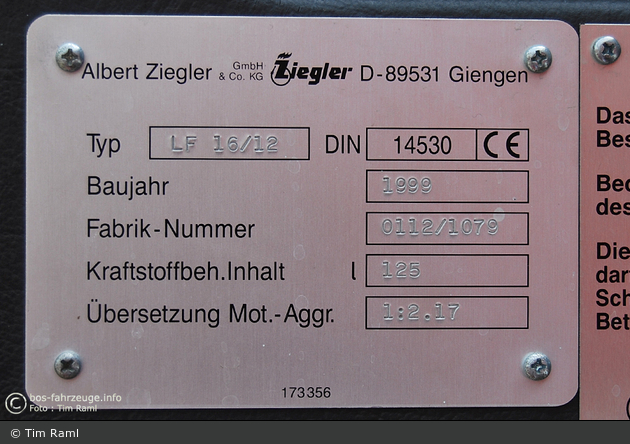 Albert Ziegler GmbH & Co. KG Ziegler D-89531 Giengen
Typ LF 16/12 DIN 14530 CE
Baujahr 1999
Fabrik-Nummer 0112/1079
Kraftstoffbeh.Inhalt l 125
Übersetzung Mot.-Aggr. 1:2.17
173356
Das
Bes
Bed
des
Die
darf
Sch
Bet
© bos-fahrzeuge.info
Foto : Tim Raml
© Tim Raml